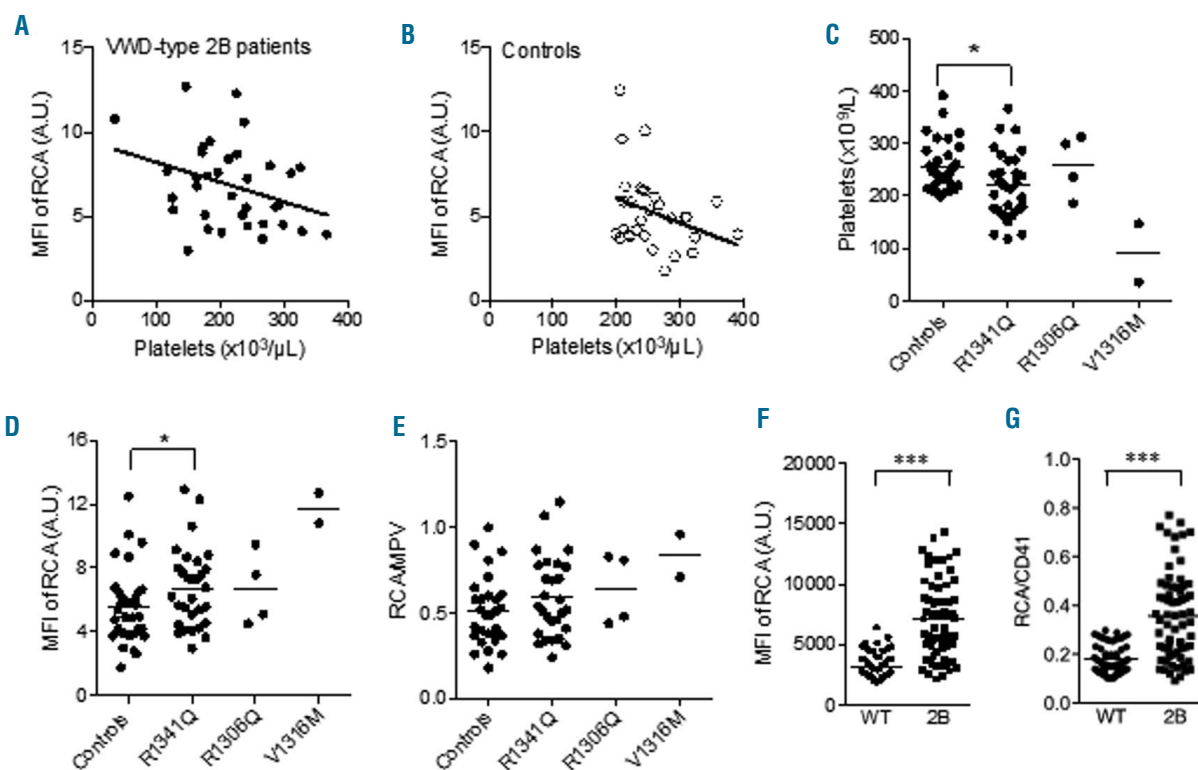 A
VWD-type 2B patients
MFI of RCA (A.U.)
15
10
5
0
0 100 200 300 400
Platelets (x10³/µL)
B
Controls
MFI of RCA (A.U.)
15
10
5
0
0 100 200 300 400
Platelets (x10³/µL)
C
*
Platelets (x10⁹/L)
500
400
300
200
100
0
Controls
R1341Q
R1306Q
V1316M
D
*
MFI of RCA (A.U.)
16
12
8
4
0
Controls
R1341Q
R1306Q
V1316M
E
RCAMPV
1.5
1.0
0.5
0.0
Controls
R1341Q
R1306Q
V1316M
F
***
MFI of RCA (A.U.)
20000
15000
10000
5000
0
WT 2B
G
***
RCA/CD41
1.0
0.8
0.6
0.4
0.2
0.0
WT 2B